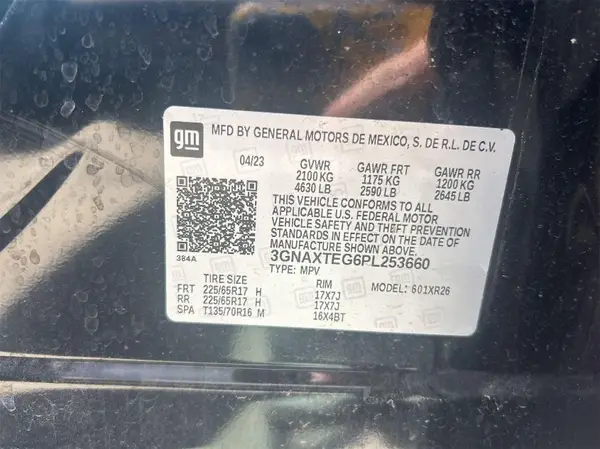 gm
MFD BY GENERAL MOTORS DE MEXICO, S. DE R.L. DE C.V.
04/23 GVWR GAWR FRT GAWR RR
2100 KG 1175 KG 1200 KG
4630 LB 2590 LB 2645 LB
THIS VEHICLE CONFORMS TO ALL
APPLICABLE U.S. FEDERAL MOTOR
VEHICLE SAFETY AND THEFT PREVENTION
STANDARDS IN EFFECT ON THE DATE OF
MANUFACTURE SHOWN ABOVE.
384A 3GNAXTEG6PL253660
TYPE: MPV
TIRE SIZE RIM MODEL: 601XR26
FRT 225/65R17 H 17X7J
RR 225/65R17 H 17X7J
SPA T135/70R16 M 16X4BT